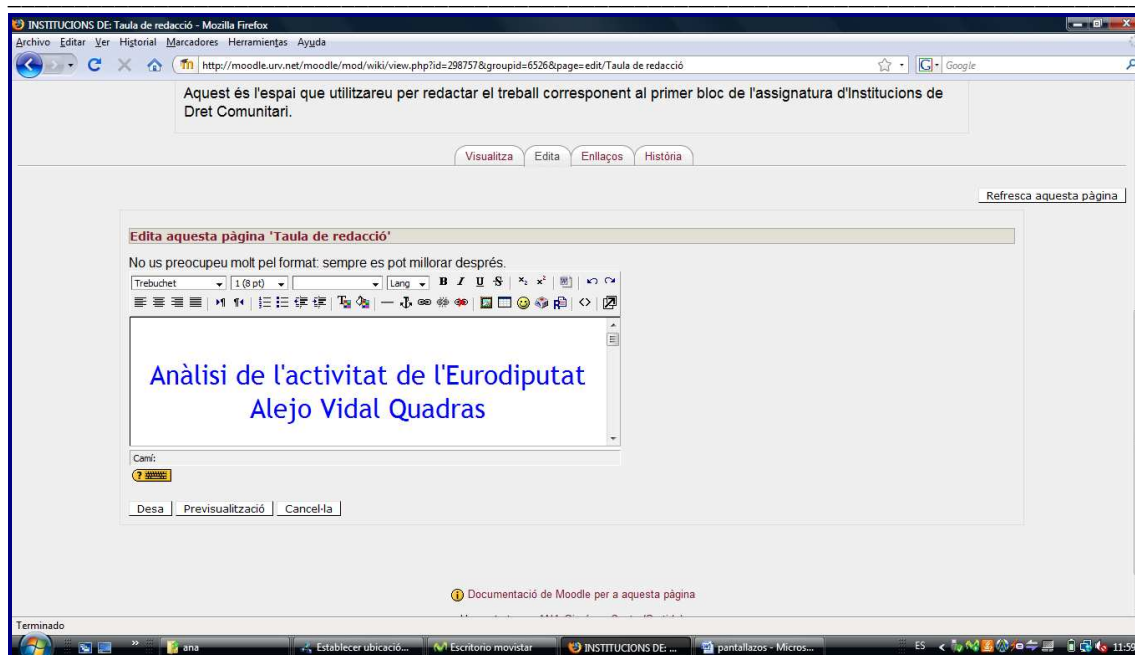 INSTITUCIONS DE: Taula de redacció - Mozilla Firefox
Archivo Editar Ver Historial Marcadores Herramientas Ayuda
http://moodle.urv.net/moodle/mod/wiki/view.php?id=298757&groupid=6526&page=edit/Taula de redacció
Google
Aquest és l'espai que utilitzareu per redactar el treball corresponent al primer bloc de l'assignatura d'Institucions de
Dret Comunitari.
Visualitza Edita Enllaços Història
Refresca aquesta pàgina
Edita aquesta pàgina 'Taula de redacció'
No us preocupeu molt pel format: sempre es pot millorar després.
Trebuchet 1 (8 pt) Lang B I U S x₂ x²
Anàlisi de l'activitat de l'Eurodiputat
Alejo Vidal Quadras
Camí:
Desa Previsualització Cancel·la
Documentació de Moodle per a aquesta pàgina
Terminado
ana Establecer ubicació... Escritorio movistar INSTITUCIONS DE: ... pantallazos - Micros... ES 11:59